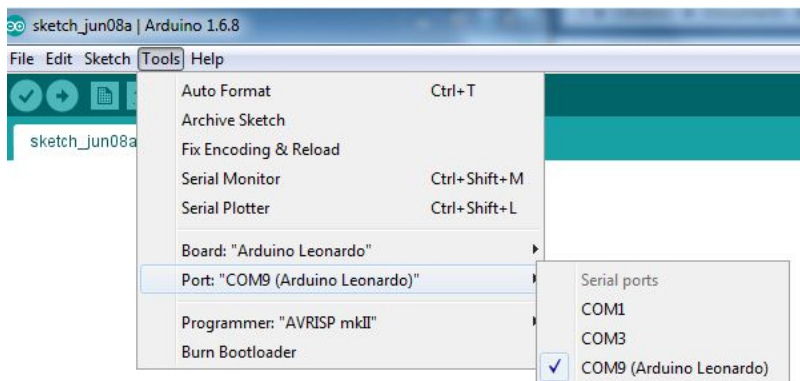 sketch_jun08a | Arduino 1.6.8
File Edit Sketch Tools Help
sketch_jun08a
Auto Format Ctrl+T
Archive Sketch
Fix Encoding & Reload
Serial Monitor Ctrl+Shift+M
Serial Plotter Ctrl+Shift+L
Board: "Arduino Leonardo"
Port: "COM9 (Arduino Leonardo)"
Programmer: "AVRISP mkII"
Burn Bootloader
Serial ports
COM1
COM3
COM9 (Arduino Leonardo)